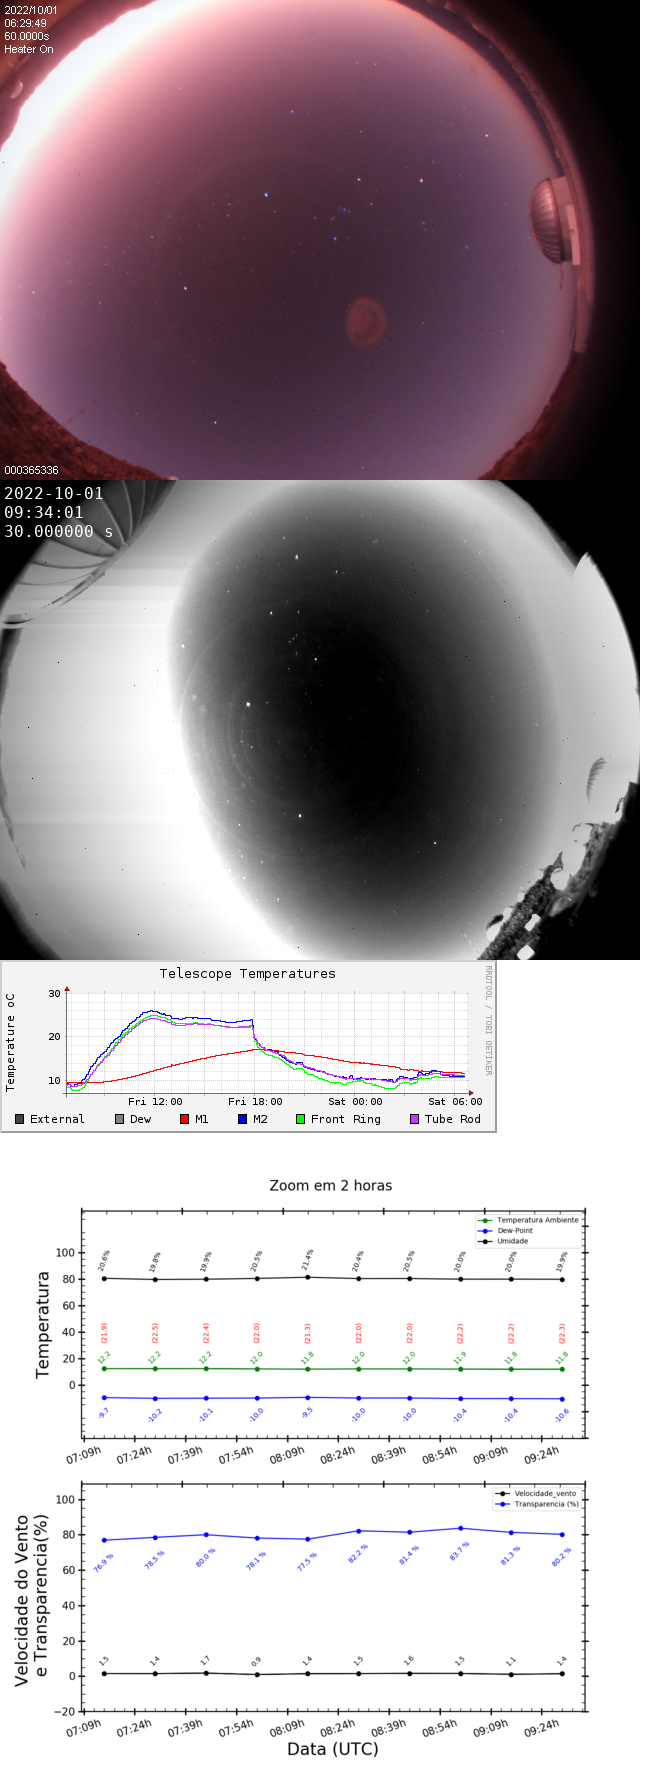 2022/10/01
06:29:49
60.0000s
Heater On
000365336
2022-10-01
09:34:01
30.000000 s
Telescope Temperatures
RRDTOOL / TOBI OETIKER
Temperature oC
30
20
10
Fri 12:00 Fri 18:00 Sat 00:00 Sat 06:00
External Dew M1 M2 Front Ring Tube Rod
Zoom em 2 horas
Temperatura Ambiente
Dew-Point
Umidade
Temperatura
100
80
60
40
20
0
20.6% 19.8% 19.9% 20.5% 21.4% 20.4% 20.5% 20.0% 20.0% 19.9%
(21.9) (22.5) (22.4) (22.0) (21.3) (22.0) (22.0) (22.2) (22.2) (22.3)
12.2 12.2 12.2 12.0 11.8 12.0 12.0 11.9 11.8 11.8
-9.7 -10.2 -10.1 -10.0 -9.5 -10.0 -10.0 -10.4 -10.4 -10.6
07:09h 07:24h 07:39h 07:54h 08:09h 08:24h 08:39h 08:54h 09:09h 09:24h
Velocidade_vento
Transparencia (%)
Velocidade do Vento
e Transparencia(%)
100
80
60
40
20
0
−20
76.9 % 78.5 % 80.0 % 78.1 % 77.5 % 82.2 % 81.4 % 83.7 % 81.3 % 80.2 %
1.5 1.4 1.7 0.9 1.4 1.5 1.6 1.5 1.1 1.4
07:09h 07:24h 07:39h 07:54h 08:09h 08:24h 08:39h 08:54h 09:09h 09:24h
Data (UTC)